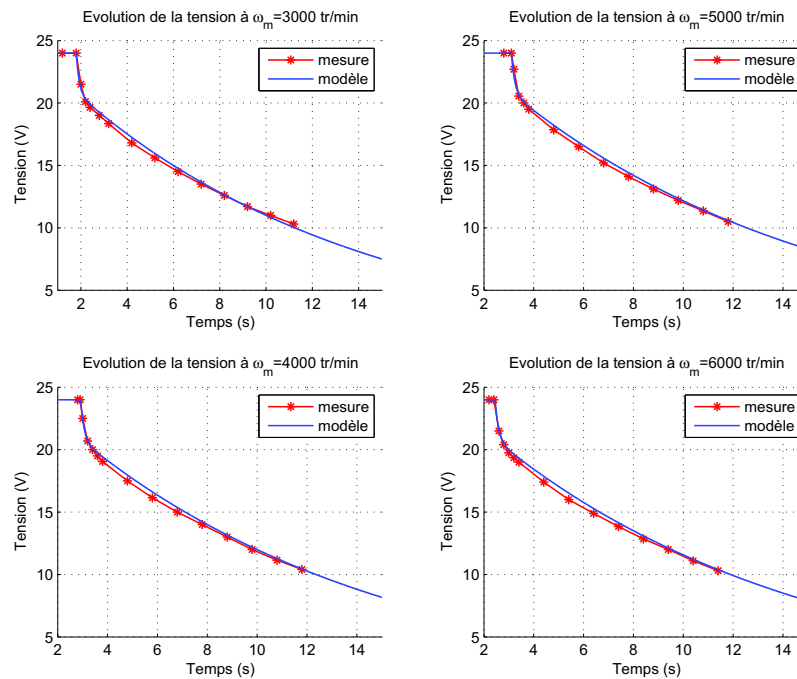 Evolution de la tension à ω_m=3000 tr/min
25
20
15
10
5
Tension (V)
2 4 6 8 10 12 14
Temps (s)
mesure
modèle
Evolution de la tension à ω_m=5000 tr/min
25
20
15
10
5
Tension (V)
2 4 6 8 10 12 14
Temps (s)
mesure
modèle
Evolution de la tension à ω_m=4000 tr/min
25
20
15
10
5
Tension (V)
2 4 6 8 10 12 14
Temps (s)
mesure
modèle
Evolution de la tension à ω_m=6000 tr/min
25
20
15
10
5
Tension (V)
2 4 6 8 10 12 14
Temps (s)
mesure
modèle